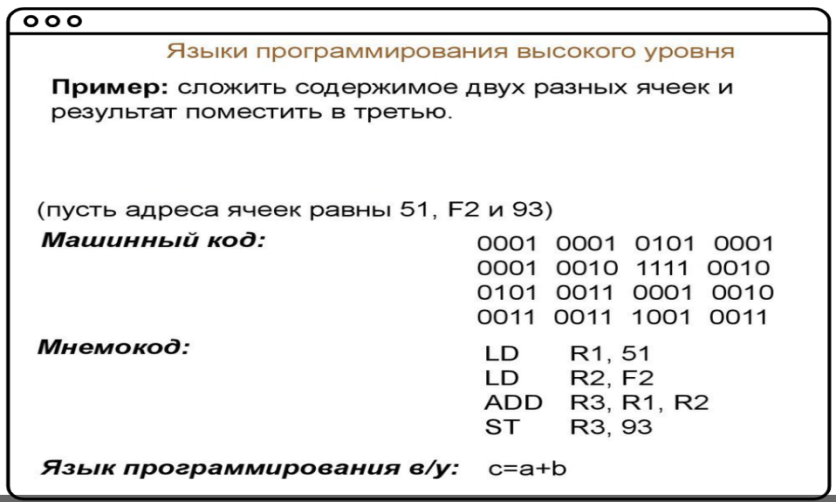 Языки программирования высокого уровня
Пример: сложить содержимое двух разных ячеек и
результат поместить в третью.
(пусть адреса ячеек равны 51, F2 и 93)
Машинный код:
0001 0001 0101 0001
0001 0010 1111 0010
0101 0011 0001 0010
0011 0011 1001 0011
Мнемокод:
LD R1, 51
LD R2, F2
ADD R3, R1, R2
ST R3, 93
Язык программирования в/у: c=a+b